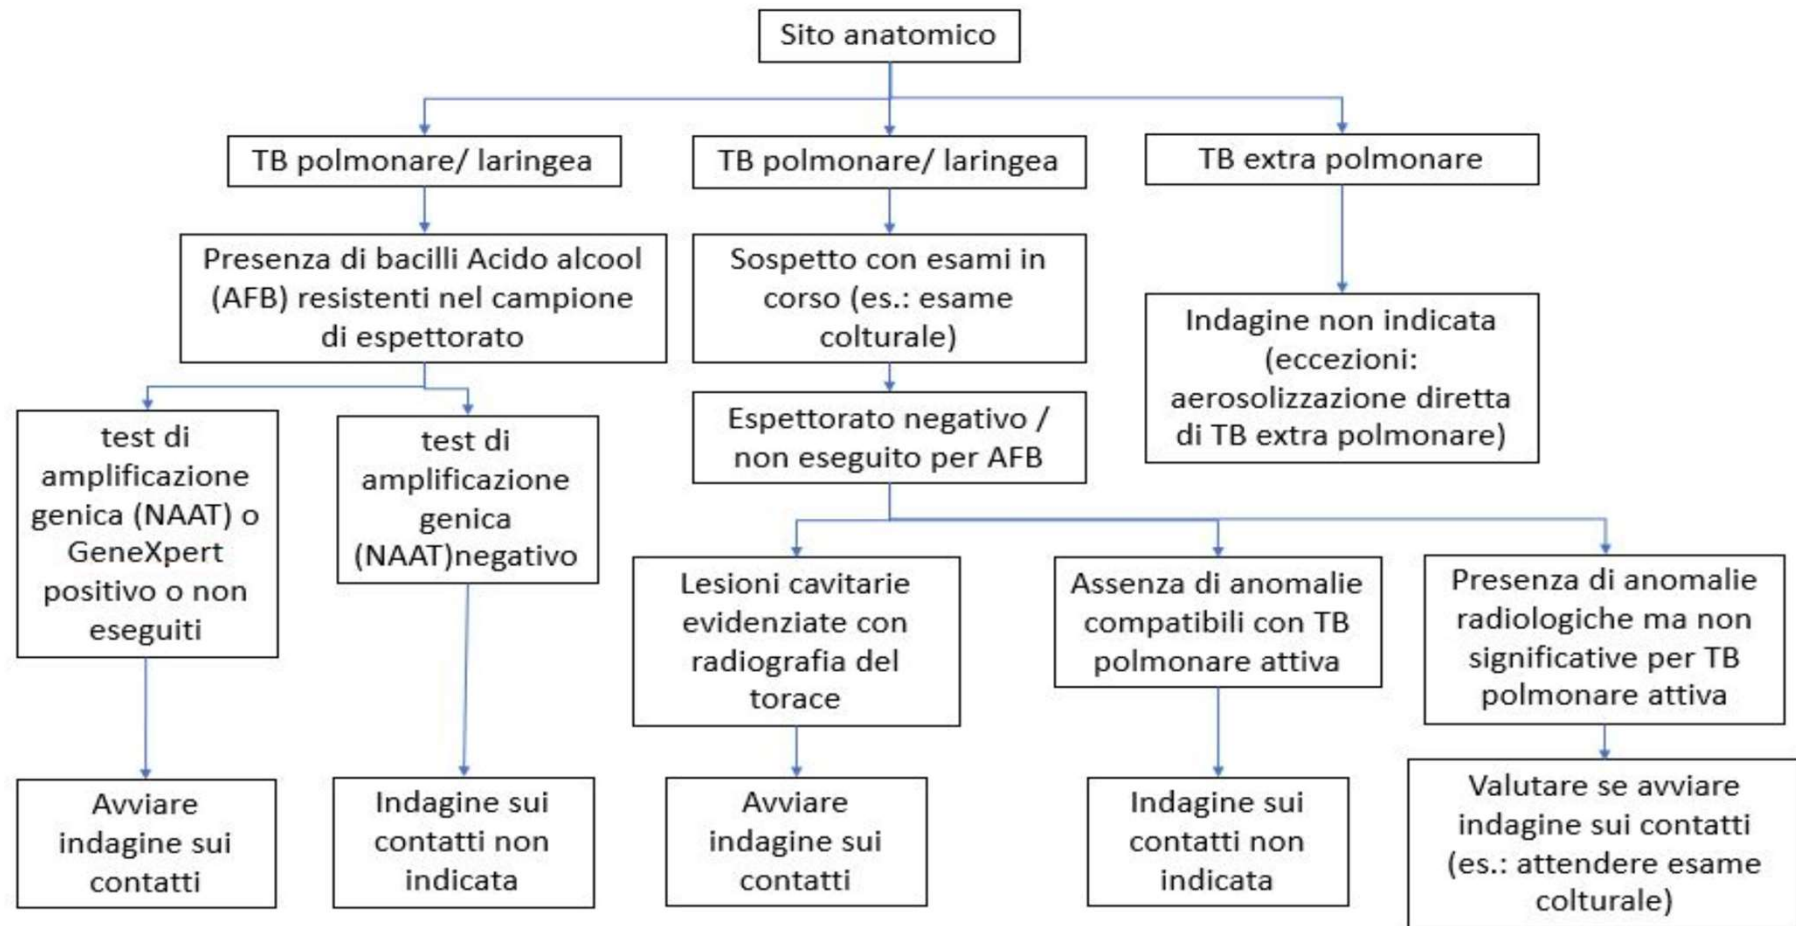 Sito anatomico
TB polmonare/ laringea
TB polmonare/ laringea
TB extra polmonare
Presenza di bacilli Acido alcool
(AFB) resistenti nel campione
di espettorato
Sospetto con esami in
corso (es.: esame
colturale)
Indagine non indicata
(eccezioni:
aerosolizzazione diretta
di TB extra polmonare)
Espettorato negativo /
non eseguito per AFB
test di
amplificazione
genica (NAAT) o
GeneXpert
positivo o non
eseguiti
test di
amplificazione
genica
(NAAT)negativo
Lesioni cavitarie
evidenziate con
radiografia del
torace
Assenza di anomalie
compatibili con TB
polmonare attiva
Presenza di anomalie
radiologiche ma non
significative per TB
polmonare attiva
Avviare
indagine sui
contatti
Indagine sui
contatti non
indicata
Avviare
indagine sui
contatti
Indagine sui
contatti non
indicata
Valutare se avviare
indagine sui contatti
(es.: attendere esame
colturale)